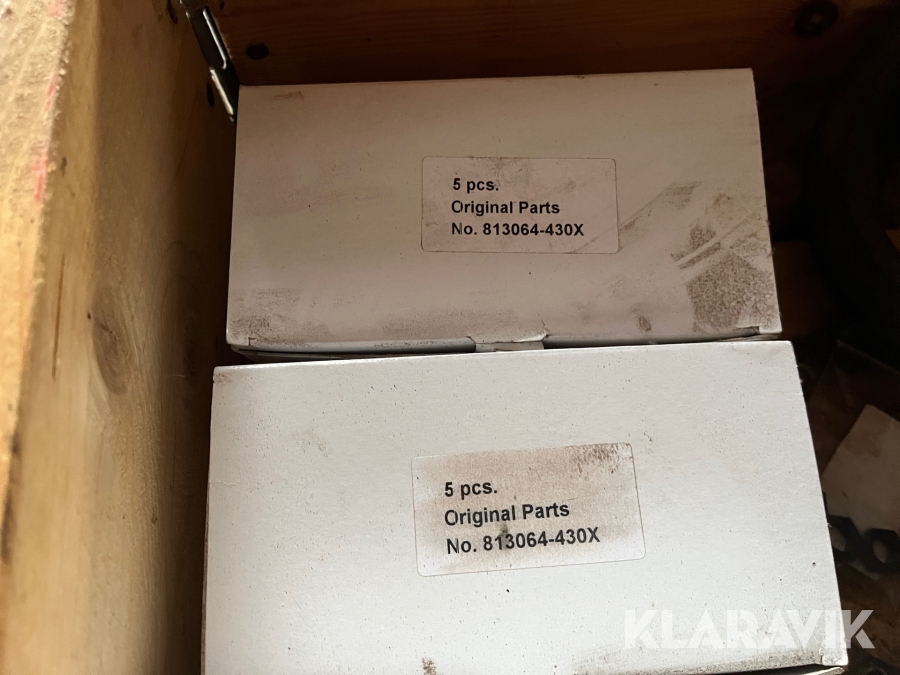 5 pcs.
Original Parts
No. 813064-430X
5 pcs.
Original Parts
No. 813064-430X
KLARAVIK